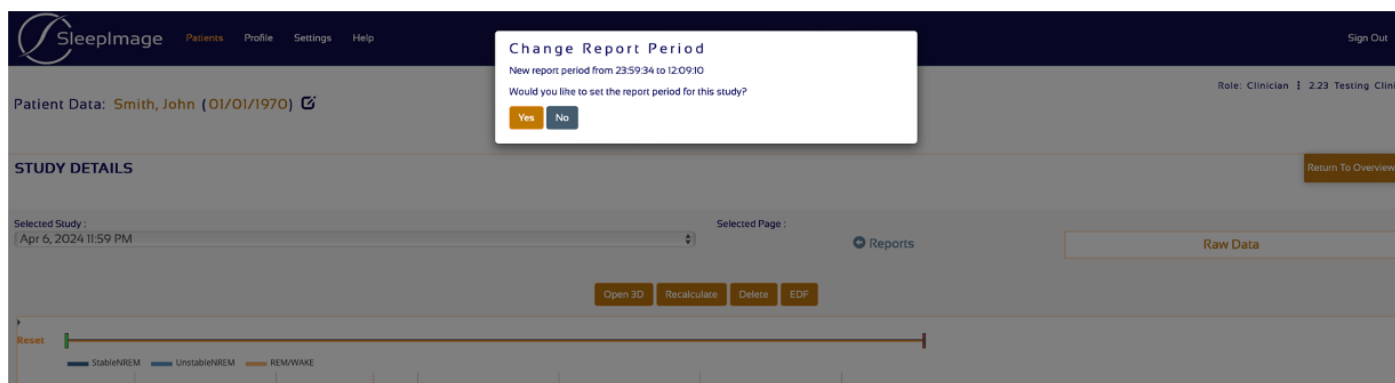 SleepImage
Patients Profile Settings Help
Sign Out
Change Report Period
New report period from 23:59:34 to 12:09:10
Would you like to set the report period for this study?
Yes No
Role: Clinician ⋮ 2.23 Testing Clini
Patient Data: Smith, John (01/01/1970)
STUDY DETAILS
Return To Overview
Selected Study :
Selected Page :
Apr 6, 2024 11:59 PM
Reports
Raw Data
Open 3D Recalculate Delete EDF
Reset
StableNREM UnstableNREM REM/WAKE